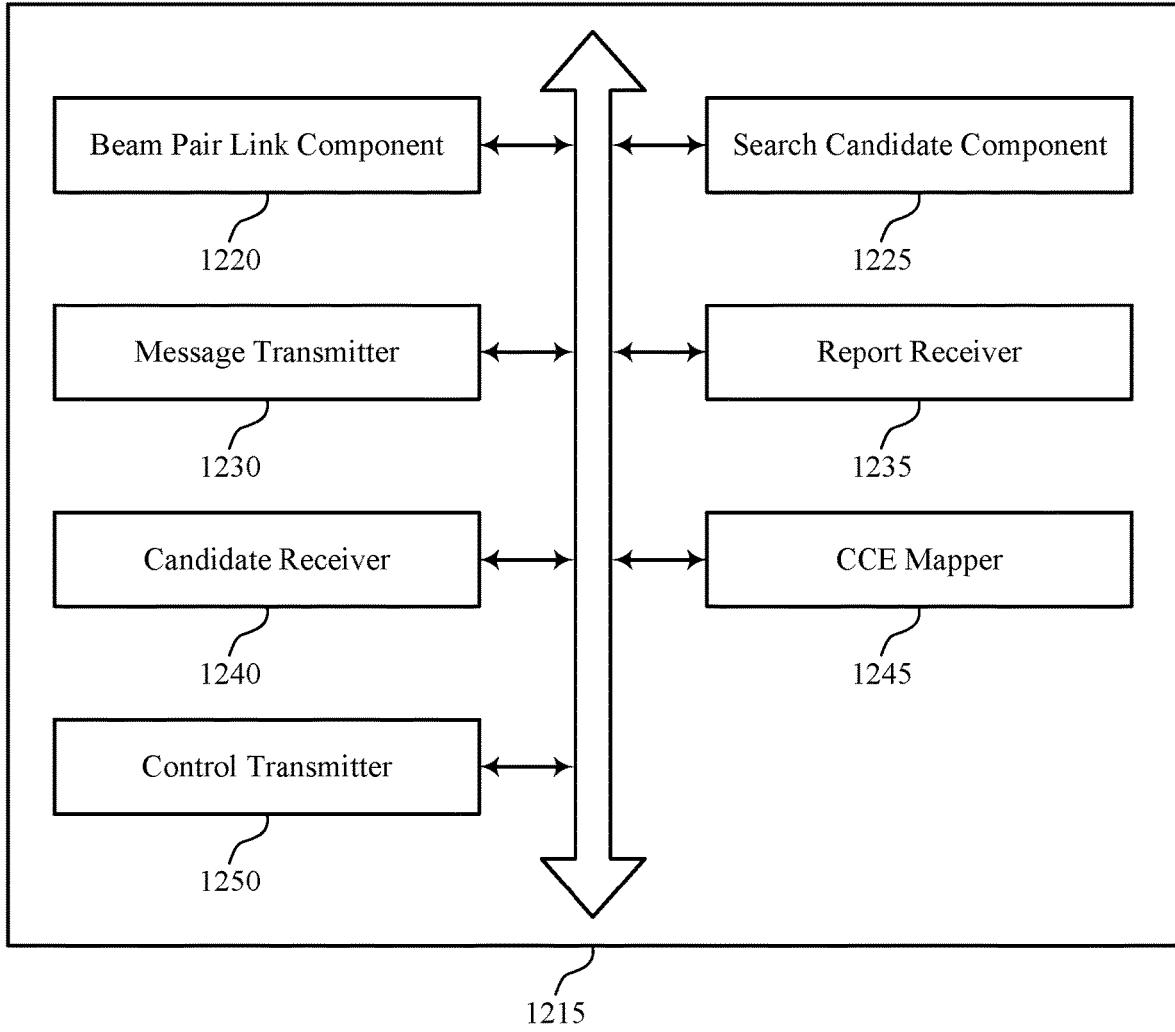 Beam Pair Link Component
Search Candidate Component
1220
1225
Message Transmitter
Report Receiver
1230
1235
Candidate Receiver
CCE Mapper
1240
1245
Control Transmitter
1250
1215